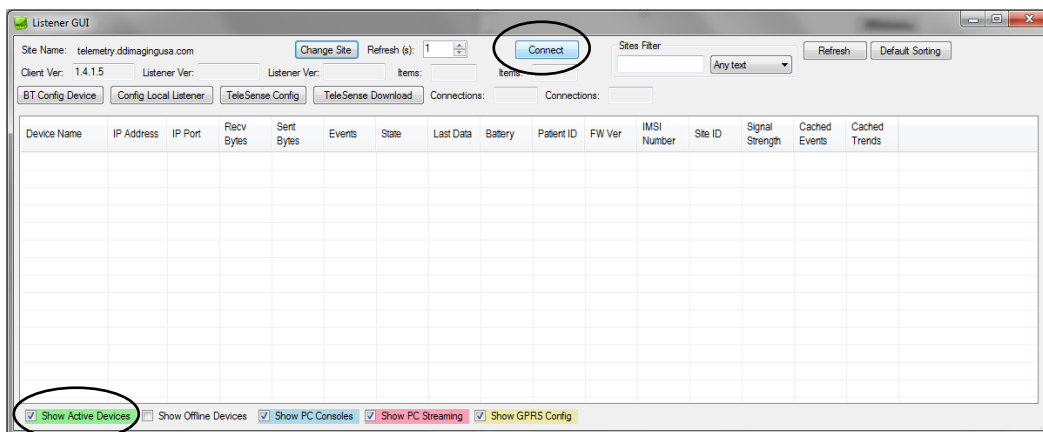 Listener GUI
Site Name: telemetry.ddimagingusa.com Change Site Refresh (s): 1 Connect Sites Filter Any text Refresh Default Sorting
Client Ver: 1.4.1.5 Listener Ver: Listener Ver: Items: Items:
BT Config Device Config Local Listener TeleSense Config TeleSense Download Connections: Connections:
Device Name IP Address IP Port Recv Bytes Sent Bytes Events State Last Data Battery Patient ID FW Ver IMSI Number Site ID Signal Strength Cached Events Cached Trends
Show Active Devices Show Offline Devices Show PC Consoles Show PC Streaming Show GPRS Config